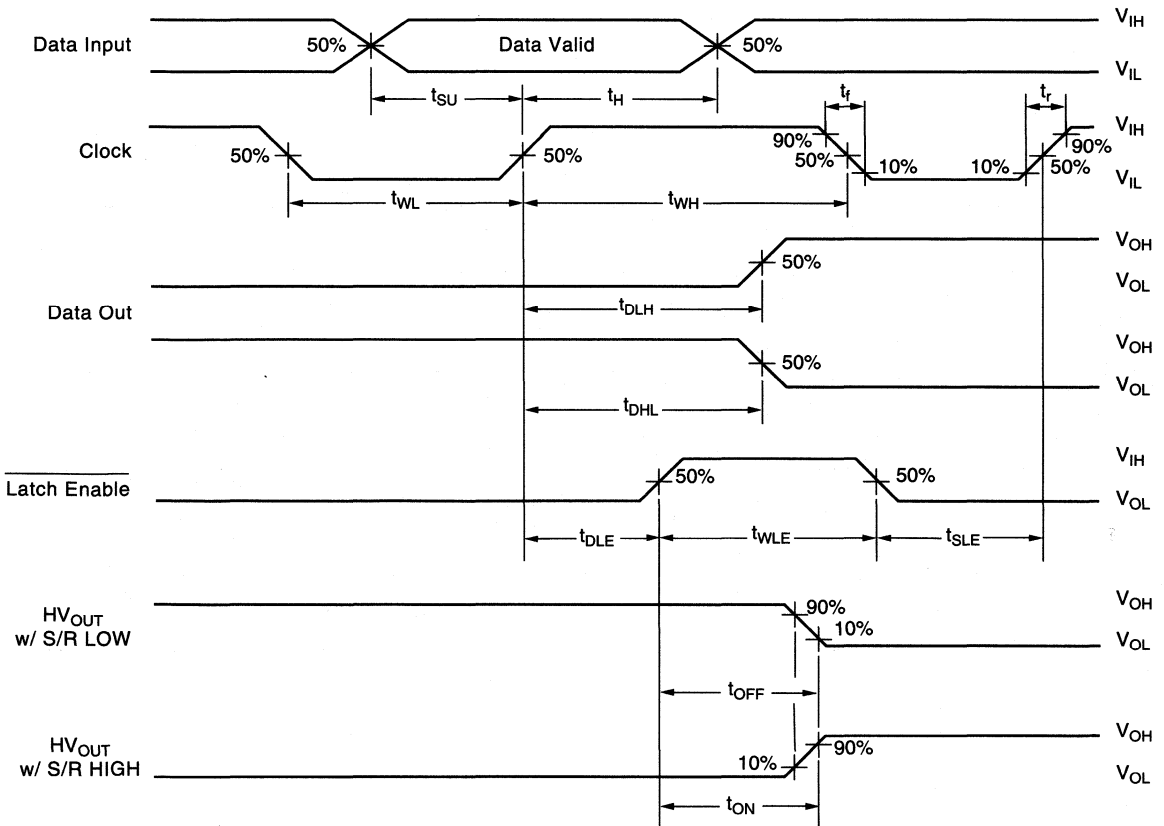 V_IH
Data Input 50% Data Valid 50%
V_IL
t_SU t_H t_f t_r
V_IH
90% 90%
Clock 50% 50% 50% 10% 10% 50%
V_IL
t_WL t_WH
V_OH
50%
V_OL
Data Out
t_DLH
V_OH
50%
V_OL
t_DHL
V_IH
Latch Enable 50% 50%
V_OL
t_DLE t_WLE t_SLE
V_OH
HV_OUT 90%
w/ S/R LOW 10%
V_OL
t_OFF
V_OH
HV_OUT 90%
w/ S/R HIGH 10%
V_OL
t_ON